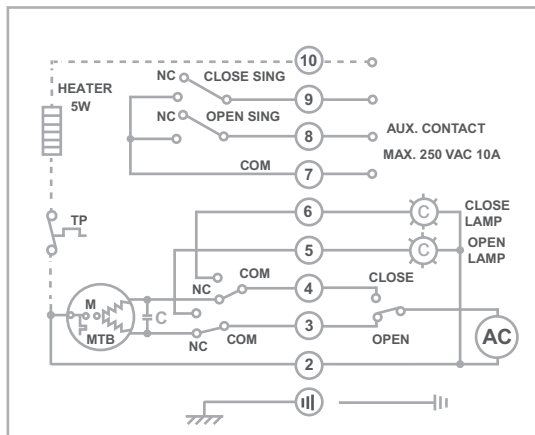 10
HEATER
5W
NC CLOSE SING
9
NC OPEN SING
8
AUX. CONTACT
MAX. 250 VAC 10A
COM
7
6
C
CLOSE
LAMP
TP
5
C
OPEN
LAMP
COM
4
CLOSE
NC
M
C
MTB
3
NC
COM
OPEN
AC
2